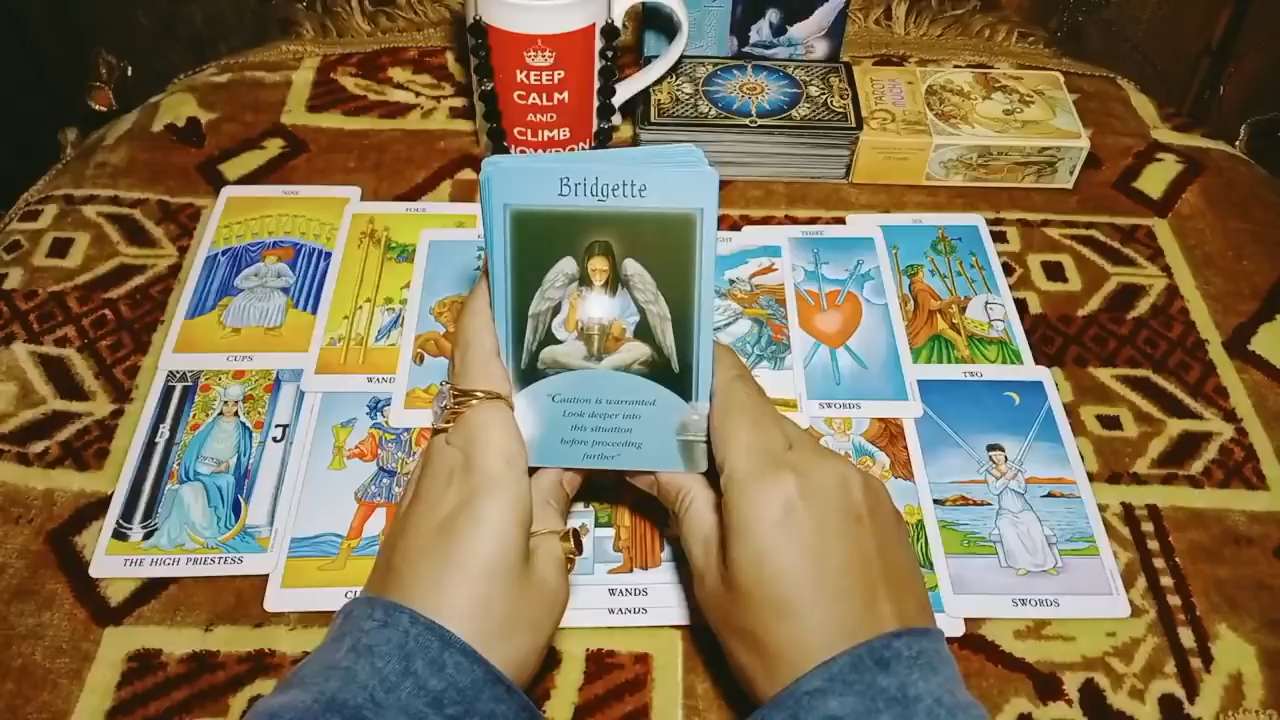 KEEP
CALM
AND
CLIMB
TAROT
MUCHA
Bridgette
"Caution is warranted.
Look deeper into
this situation
before proceeding
further"
NINE
CUPS
FOUR
WAND
THREE
SWORDS
SIX
B
J
THE HIGH PRIESTESS
WANDS
WANDS
TWO
SWORDS